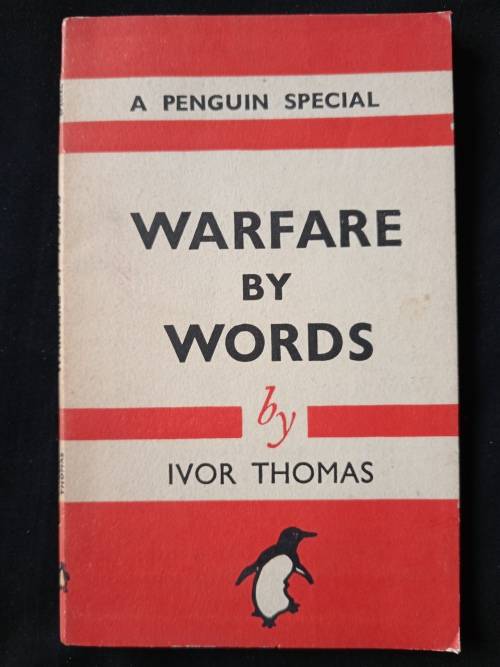 A PENGUIN SPECIAL
WARFARE
BY
WORDS
by
IVOR THOMAS